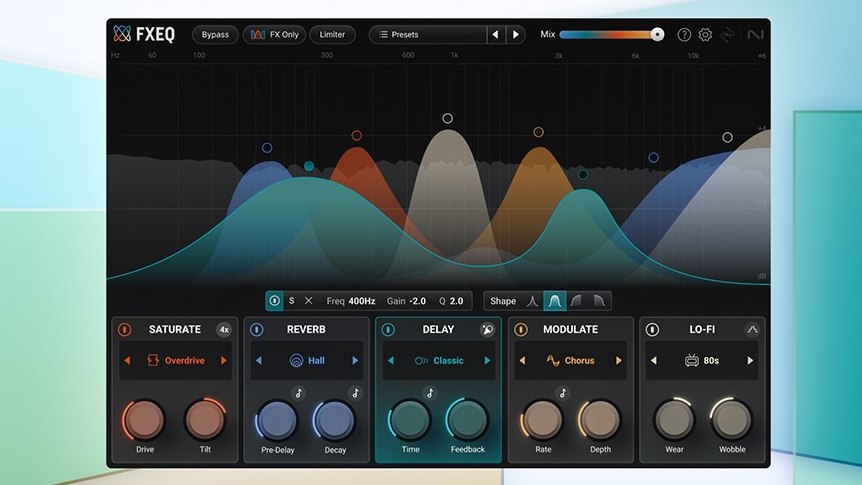 FXEQ Bypass FX Only Limiter Presets Mix
Hz 60 100 300 600 1k 3k 6k 10k +6
+4
+2
dB
S Freq 400Hz Gain -2.0 Q 2.0 Shape
SATURATE 4x REVERB DELAY MODULATE LO-FI
Overdrive Hall Classic Chorus 80s
Drive Tilt Pre-Delay Decay Time Feedback Rate Depth Wear Wobble